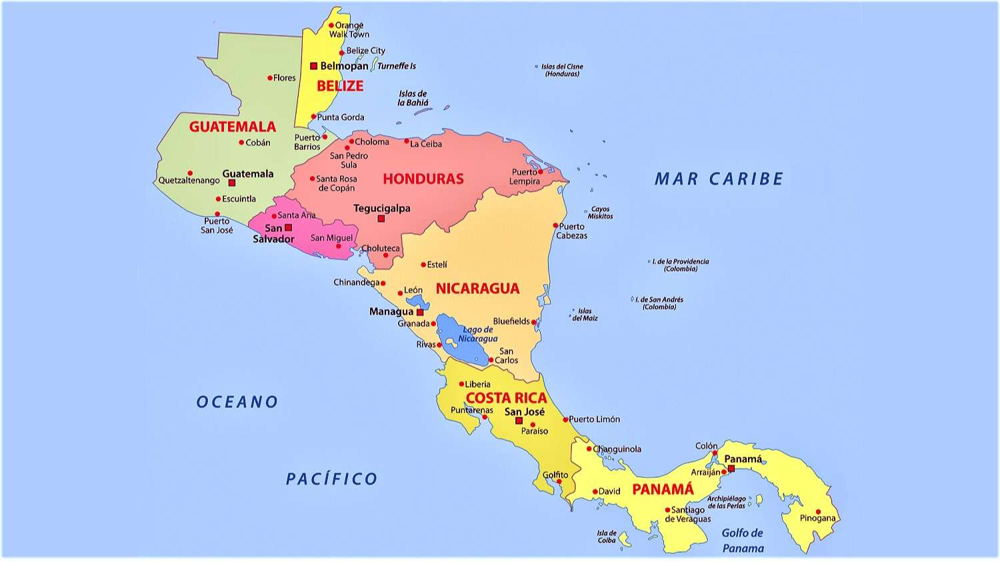 Orange
Walk Town
Belize City
Belmopan
Turneffe Is
BELIZE
Flores
Islas del Cisne
(Honduras)
Islas de
la Bahiá
Punta Gorda
GUATEMALA
Cobán
Puerto
Barrios
Choloma
La Ceiba
San Pedro
Sula
Quetzaltenango
Guatemala
Santa Rosa
de Copán
HONDURAS
Puerto
Lempira
MAR CARIBE
Escuintla
Puerto
San José
Tegucigalpa
Santa Ana
San
Salvador
San Miguel
Choluteca
Cayos
Miskitos
Puerto
Cabezas
Estelí
I. de la Providencia
(Colombia)
Chinandega
León
NICARAGUA
I. de San Andrés
(Colombia)
Managua
Granada
Lago de
Nicaragua
Bluefields
Islas
del Maiz
Rivas
San
Carlos
Liberia
COSTA RICA
OCEANO
Puntarenas
San José
Paraíso
Puerto Limón
Changuinola
Colón
Panamá
Arraiján
PACÍFICO
Golfito
David
PANAMÁ
Archipiélago
de las Perlas
Santiago
de Veraguas
Pinogana
Isla de
Coiba
Golfo de
Panama